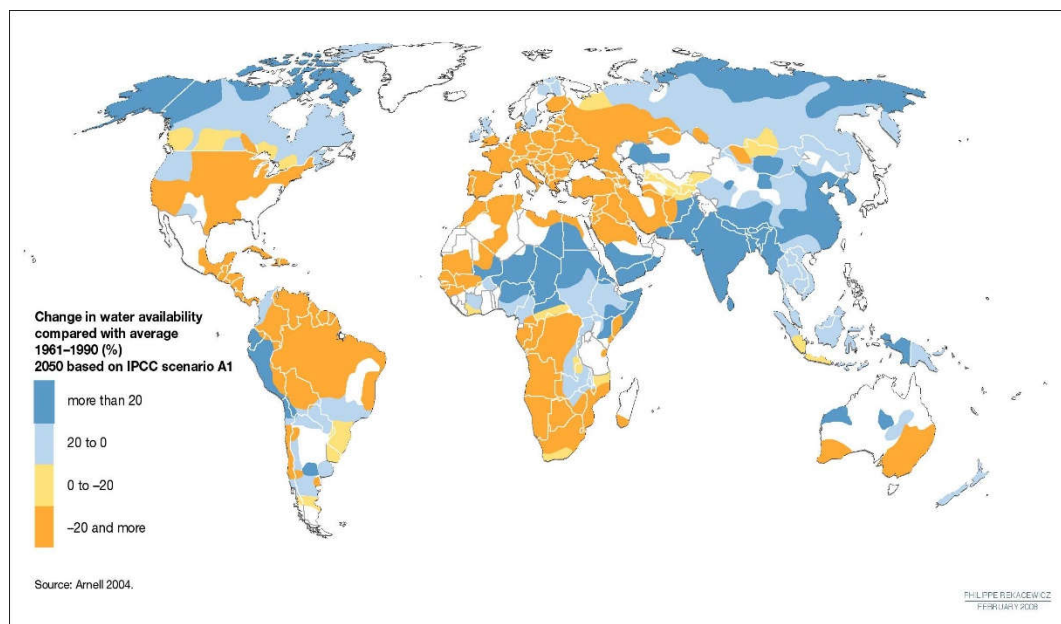 Change in water availability
compared with average
1961–1990 (%)
2050 based on IPCC scenario A1
more than 20
20 to 0
0 to –20
–20 and more
Source: Arnell 2004.
PHILIPPE REKACEWICZ
FEBRUARY 2008